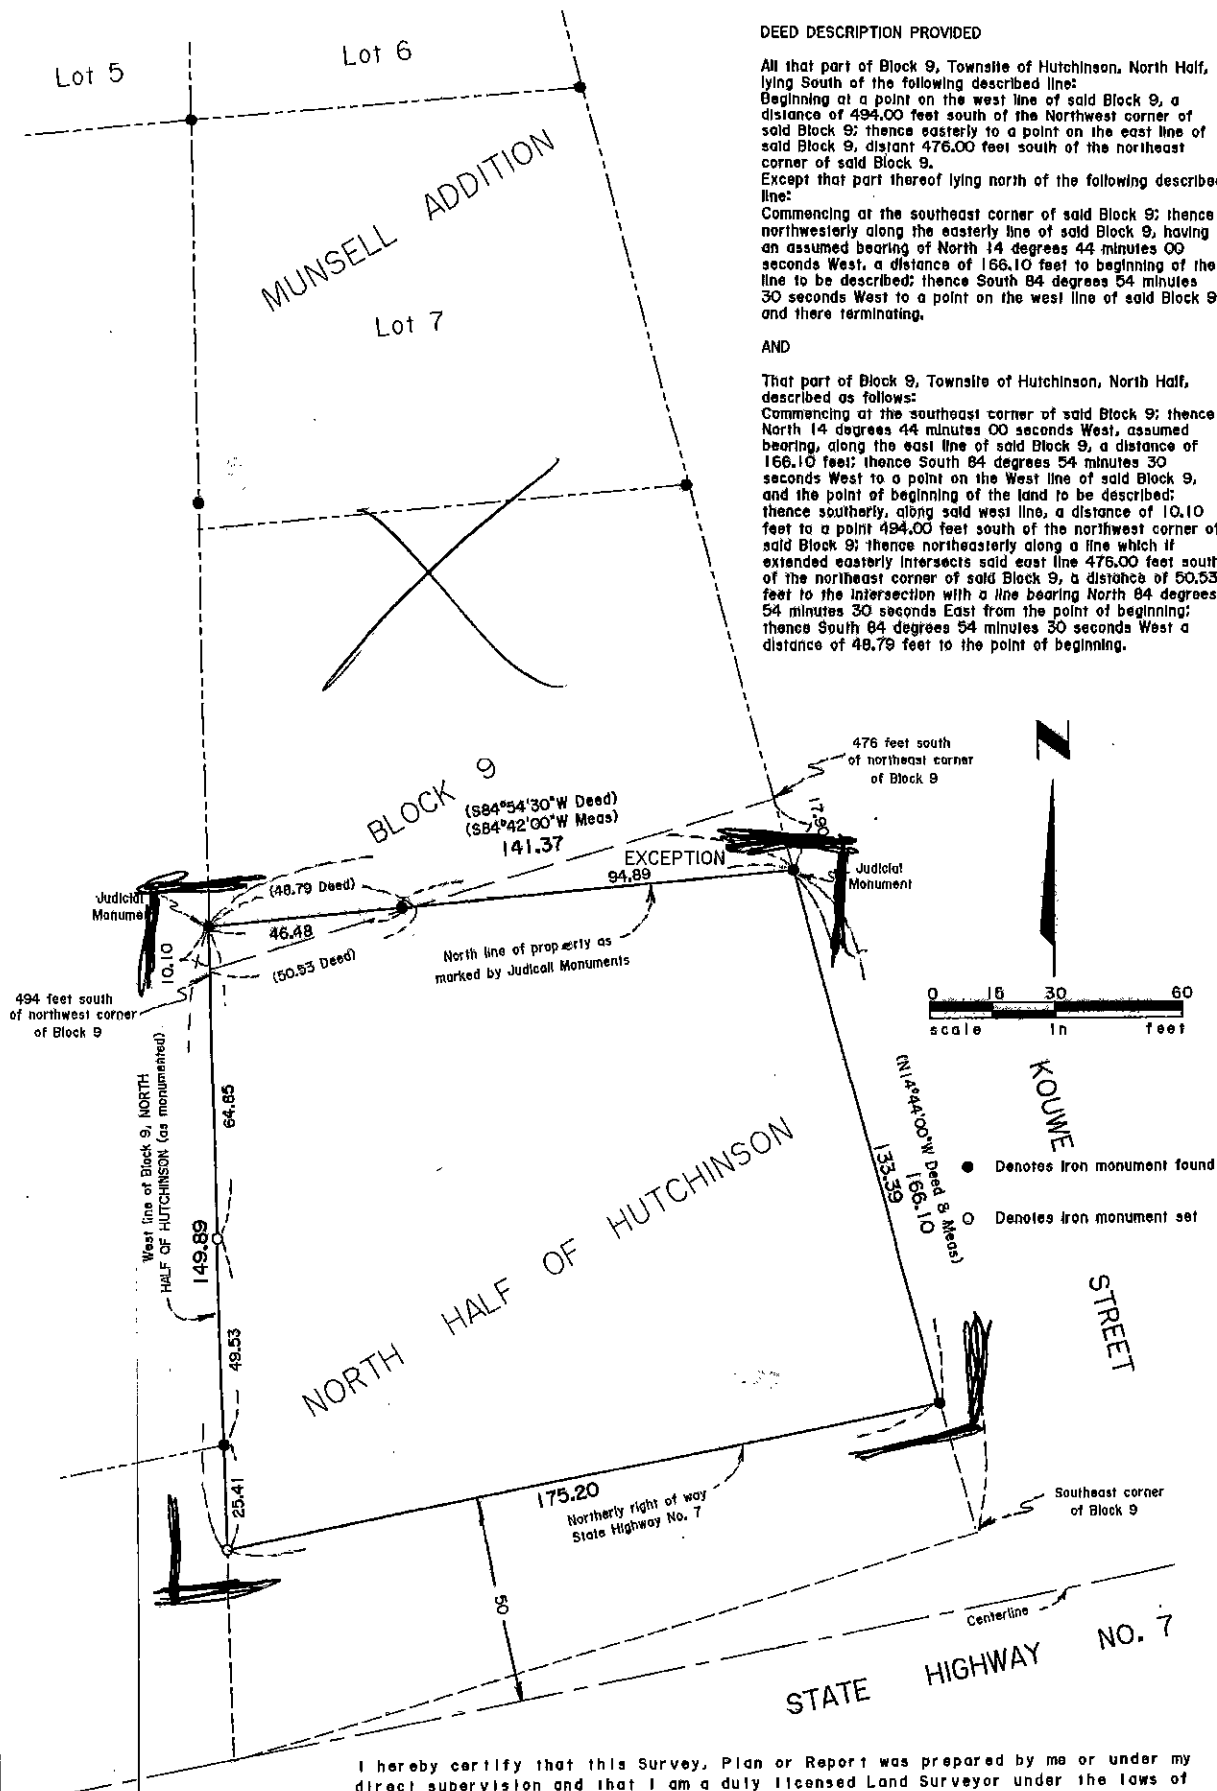 DEED DESCRIPTION PROVIDED
All that part of Block 9, Townsite of Hutchinson, North Half,
lying South of the following described line:
Beginning at a point on the west line of said Block 9, a
distance of 494.00 feet south of the Northwest corner of
said Block 9; thence easterly to a point on the east line of
said Block 9, distant 476.00 feet south of the northeast
corner of said Block 9.
Except that part thereof lying north of the following described
line:
Commencing at the southeast corner of said Block 9; thence
northwesterly along the easterly line of said Block 9, having
an assumed bearing of North 14 degrees 44 minutes 00
seconds West, a distance of 166.10 feet to beginning of the
line to be described; thence South 84 degrees 54 minutes
30 seconds West to a point on the west line of said Block 9
and there terminating.
AND
That part of Block 9, Townsite of Hutchinson, North Half,
described as follows:
Commencing at the southeast corner of said Block 9; thence
North 14 degrees 44 minutes 00 seconds West, assumed
bearing, along the east line of said Block 9, a distance of
166.10 feet; thence South 84 degrees 54 minutes 30
seconds West to a point on the West line of said Block 9,
and the point of beginning of the land to be described;
thence southerly, along said west line, a distance of 10.10
feet to a point 494.00 feet south of the northwest corner of
said Block 9; thence northeasterly along a line which if
extended easterly intersects said east line 476.00 feet south
of the northeast corner of said Block 9, a distance of 50.53
feet to the intersection with a line bearing North 84 degrees
54 minutes 30 seconds East from the point of beginning;
thence South 84 degrees 54 minutes 30 seconds West a
distance of 48.79 feet to the point of beginning.
Lot 5
Lot 6
MUNSELL ADDITION
Lot 7
476 feet south
of northeast corner
of Block 9
N
BLOCK 9
(S84°54'30"W Deed)
(S84°42'00"W Meas)
141.37
17.90
EXCEPTION
94.89
Judicial
Monument
Judicial
Monument
(48.79 Deed)
46.48
(50.53 Deed)
10.10
North line of property as
marked by Judicail Monuments
494 feet south
of northwest corner
of Block 9
0 15 30 60
scale in feet
West line of Block 9, NORTH
HALF OF HUTCHINSON (as monumented)
64.85
149.89
49.53
25.41
(N14°44'00"W Deed & Meas)
166.10
133.39
KOUWE
STREET
Denotes iron monument found
Denotes iron monument set
NORTH HALF OF HUTCHINSON
175.20
Northerly right of way
State Highway No. 7
Southeast corner
of Block 9
50
Centerline
STATE HIGHWAY NO. 7
I hereby certify that this Survey, Plan or Report was prepared by me or under my
direct supervision and that I am a duly licensed Land Surveyor under the laws of